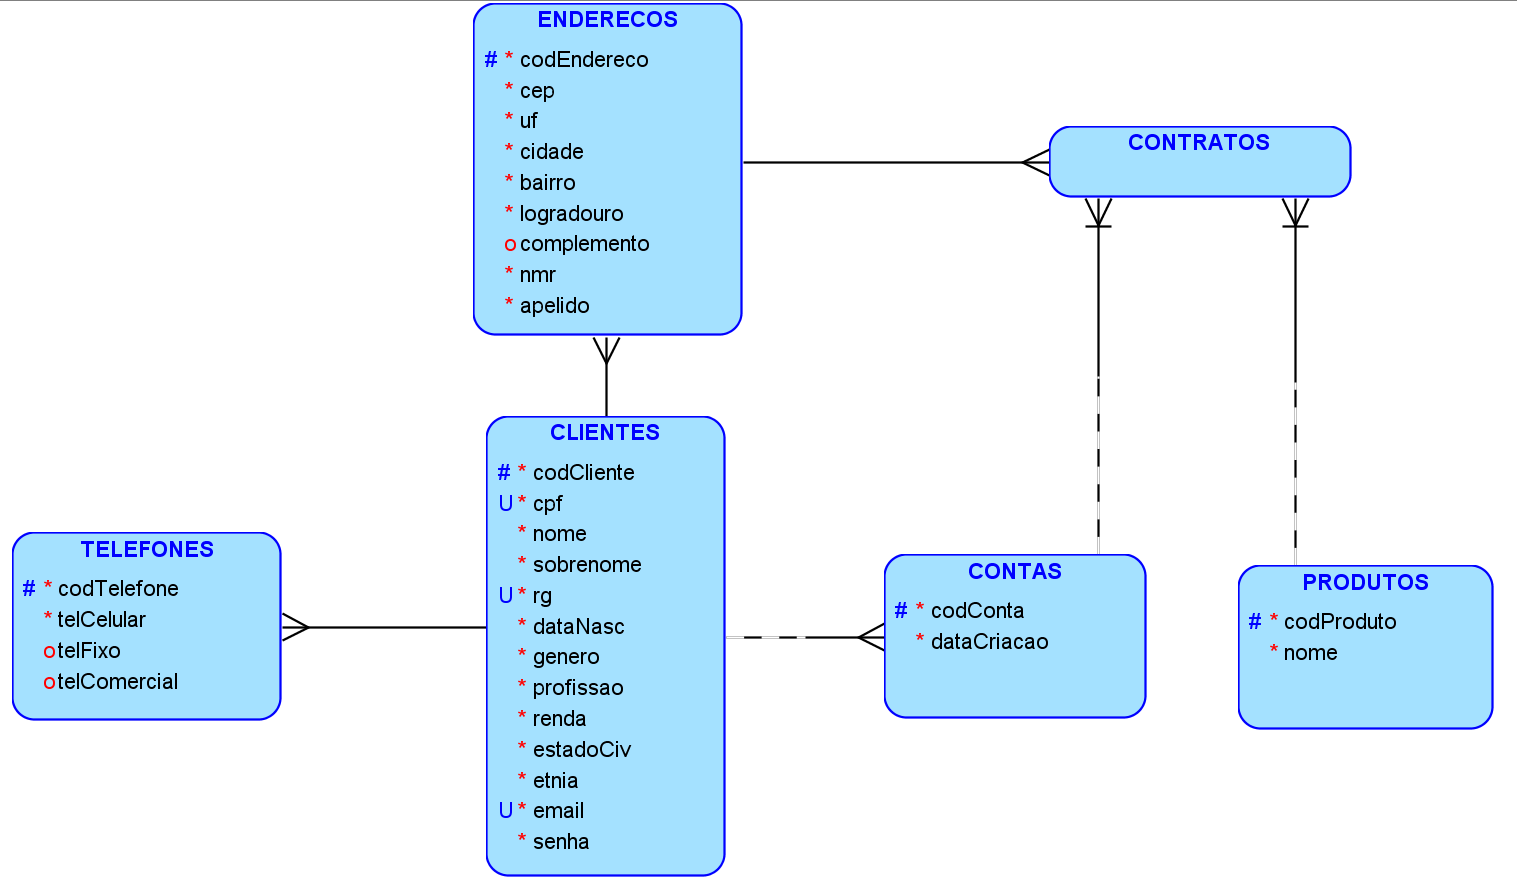 ENDERECOS
# * codEndereco
* cep
* uf
* cidade
* bairro
* logradouro
o complemento
* nmr
* apelido
CONTRATOS
CLIENTES
# * codCliente
U * cpf
* nome
* sobrenome
U * rg
* dataNasc
* genero
* profissao
* renda
* estadoCiv
* etnia
U * email
* senha
TELEFONES
# * codTelefone
* telCelular
o telFixo
o telComercial
CONTAS
# * codConta
* dataCriacao
PRODUTOS
# * codProduto
* nome